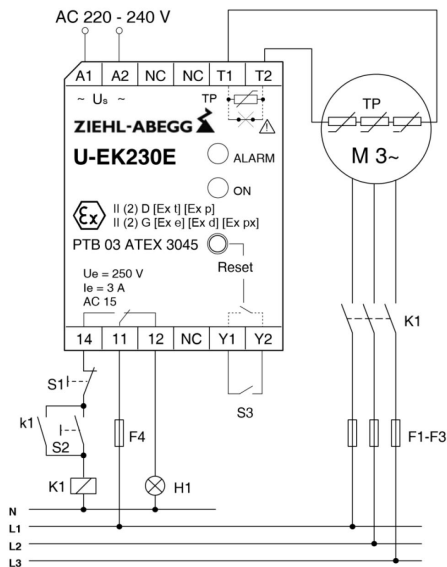 AC 220 - 240 V
A1 A2 NC NC T1 T2
~ Us ~ TP
ZIEHL-ABEGG
U-EK230E
ALARM
ON
Ex
II (2) D [Ex t] [Ex p]
II (2) G [Ex e] [Ex d] [Ex px]
PTB 03 ATEX 3045
Reset
Ue = 250 V
Ie = 3 A
AC 15
14 11 12 NC Y1 Y2
TP
M 3~
K1
S1
S3
k1
S2
F4
F1-F3
K1
H1
N
L1
L2
L3